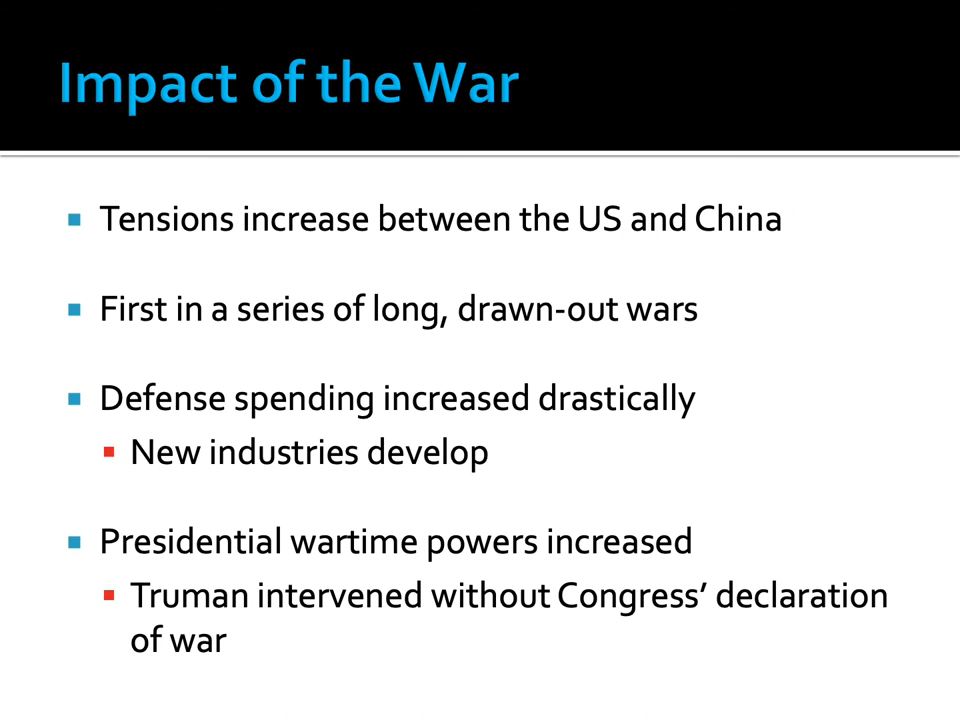 Impact of the War
Tensions increase between the US and China
First in a series of long, drawn-out wars
Defense spending increased drastically
New industries develop
Presidential wartime powers increased
Truman intervened without Congress’ declaration
of war